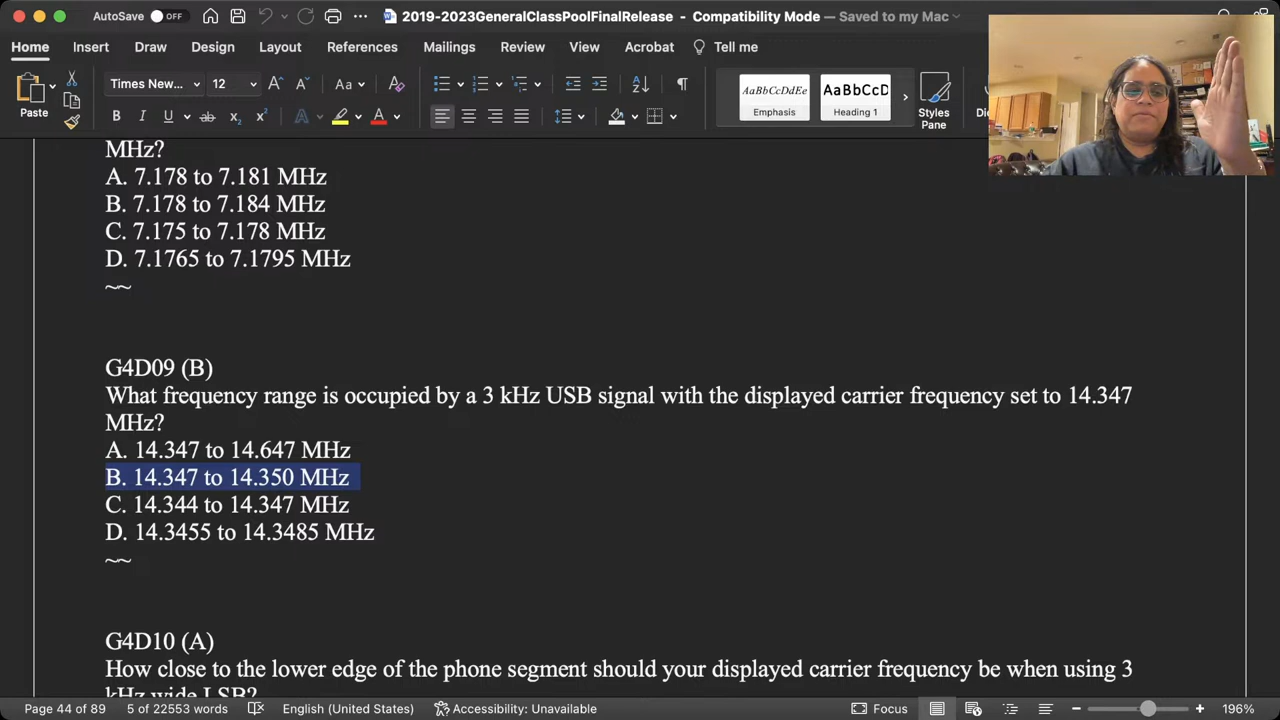 AutoSave OFF 2019-2023GeneralClassPoolFinalRelease - Compatibility Mode — Saved to my Mac
Home Insert Draw Design Layout References Mailings Review View Acrobat Tell me
Paste Times New... 12 Aa AaBbCcDdEe Emphasis AaBbCcD Heading 1 Styles Pane
B I U ab x2 x2 A A
MHz?
A. 7.178 to 7.181 MHz
B. 7.178 to 7.184 MHz
C. 7.175 to 7.178 MHz
D. 7.1765 to 7.1795 MHz
~~
G4D09 (B)
What frequency range is occupied by a 3 kHz USB signal with the displayed carrier frequency set to 14.347
MHz?
A. 14.347 to 14.647 MHz
B. 14.347 to 14.350 MHz
C. 14.344 to 14.347 MHz
D. 14.3455 to 14.3485 MHz
~~
G4D10 (A)
How close to the lower edge of the phone segment should your displayed carrier frequency be when using 3
kHz wide LSB?
Page 44 of 89 5 of 22553 words English (United States) Accessibility: Unavailable Focus 196%